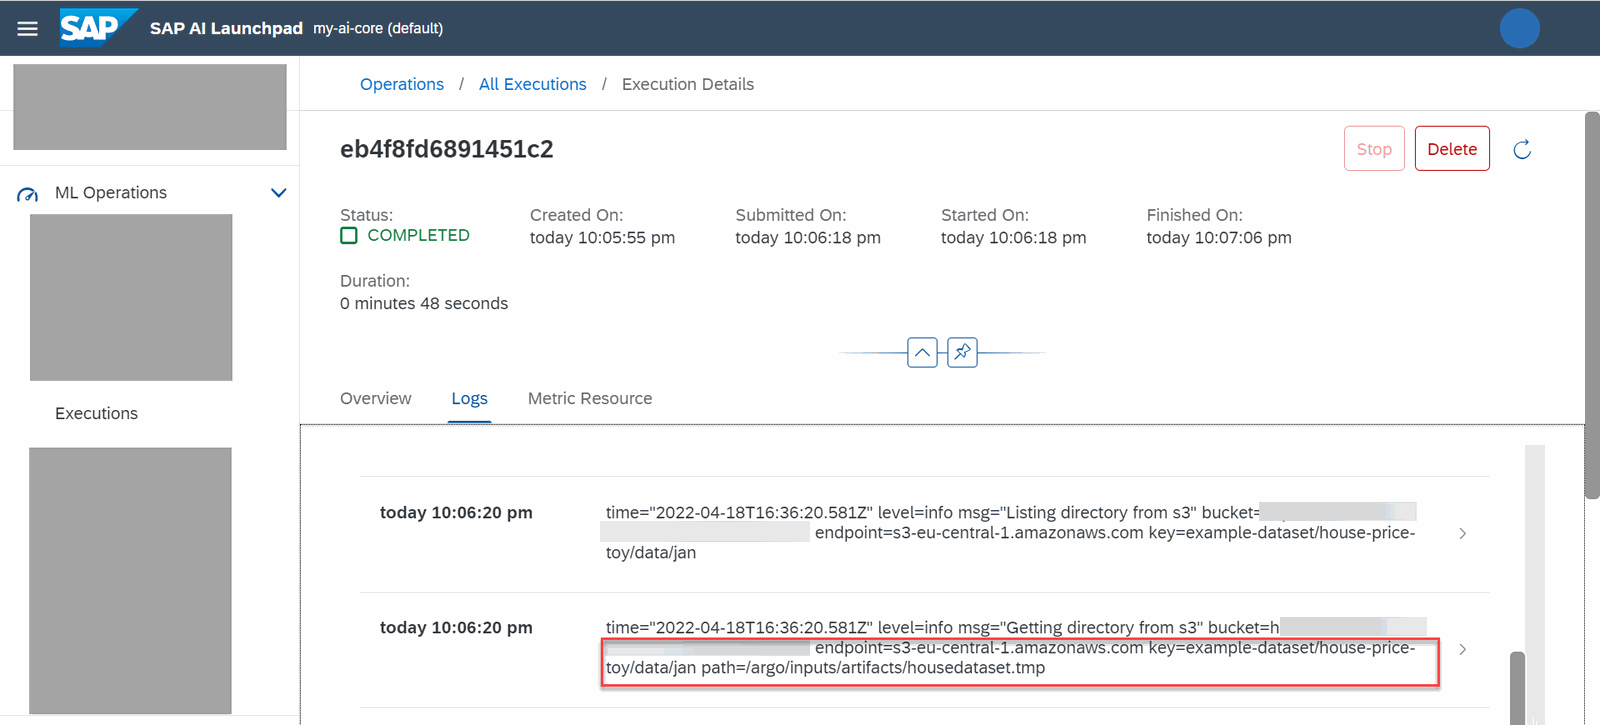 SAP SAP AI Launchpad my-ai-core (default)
Operations / All Executions / Execution Details
eb4f8fd6891451c2
Stop
Delete
ML Operations
Executions
Status:
COMPLETED
Created On:
today 10:05:55 pm
Submitted On:
today 10:06:18 pm
Started On:
today 10:06:18 pm
Finished On:
today 10:07:06 pm
Duration:
0 minutes 48 seconds
Overview Logs Metric Resource
today 10:06:20 pm
time="2022-04-18T16:36:20.581Z" level=info msg="Listing directory from s3" bucket=
endpoint=s3-eu-central-1.amazonaws.com key=example-dataset/house-price-
toy/data/jan
today 10:06:20 pm
time="2022-04-18T16:36:20.581Z" level=info msg="Getting directory from s3" bucket=h
endpoint=s3-eu-central-1.amazonaws.com key=example-dataset/house-price-
toy/data/jan path=/argo/inputs/artifacts/housedataset.tmp